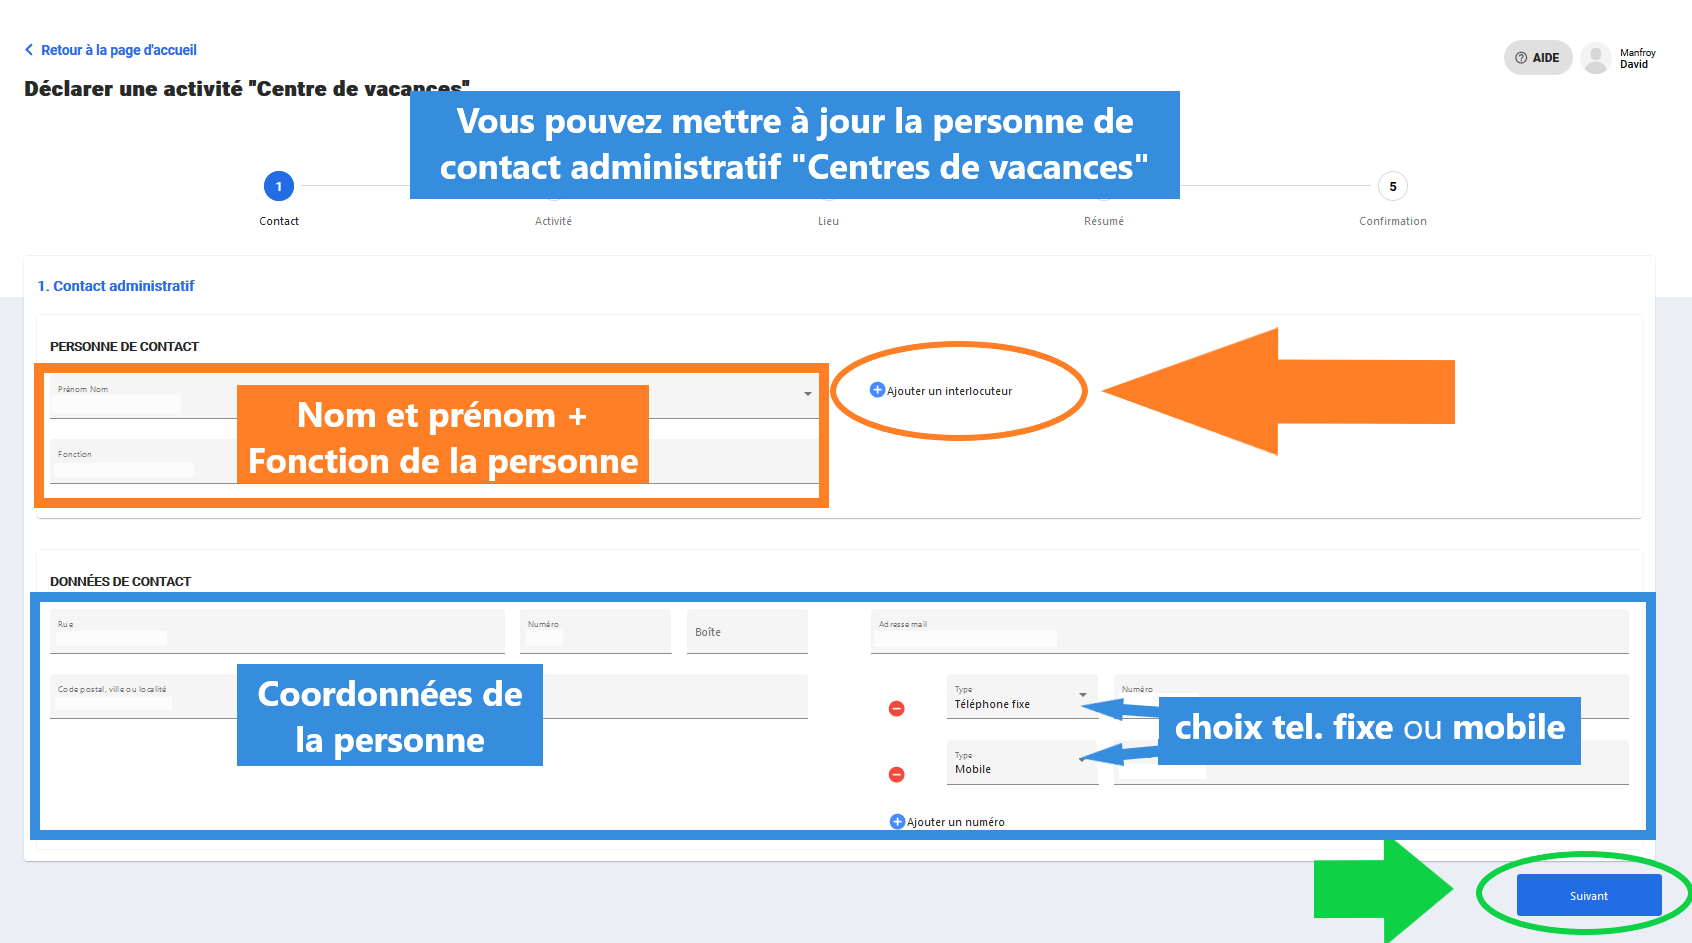 Retour à la page d'accueil
AIDE
Manfroy
David
Déclarer une activité "Centre de vacances"
Vous pouvez mettre à jour la personne de
contact administratif "Centres de vacances"
1
5
Contact
Activité
Lieu
Résumé
Confirmation
1. Contact administratif
PERSONNE DE CONTACT
Prénom Nom
Ajouter un interlocuteur
Nom et prénom +
Fonction de la personne
Fonction
DONNÉES DE CONTACT
Rue
Numéro
Boîte
Adresse mail
Code postal, ville ou localité
Coordonnées de
la personne
Type
Téléphone fixe
Numéro
choix tel. fixe ou mobile
Type
Mobile
Ajouter un numéro
Suivant